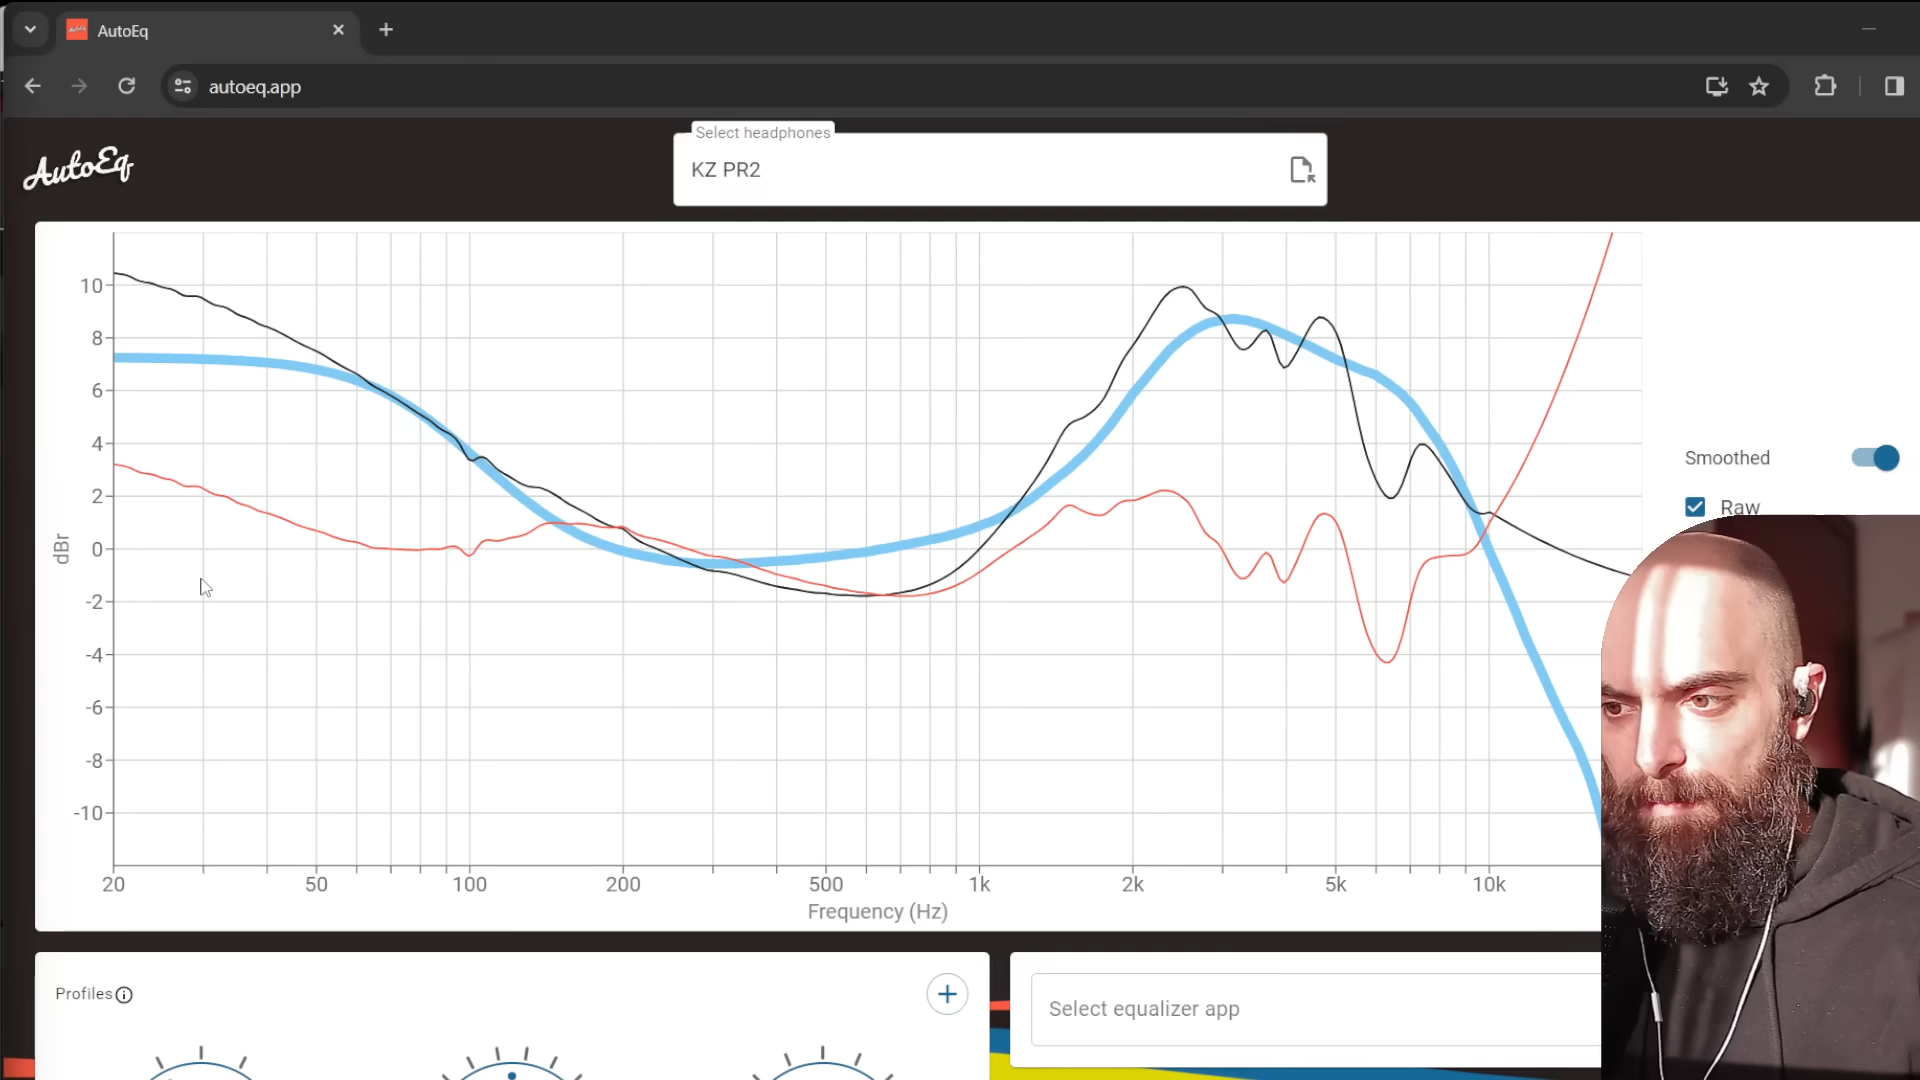 AutoEq
autoeq.app
AutoEq
Select headphones
KZ PR2
10
8
6
4
2
0
-2
-4
-6
-8
-10
dBr
20
50
100
200
500
1k
2k
5k
10k
Frequency (Hz)
Smoothed
Raw
Profiles
Select equalizer app